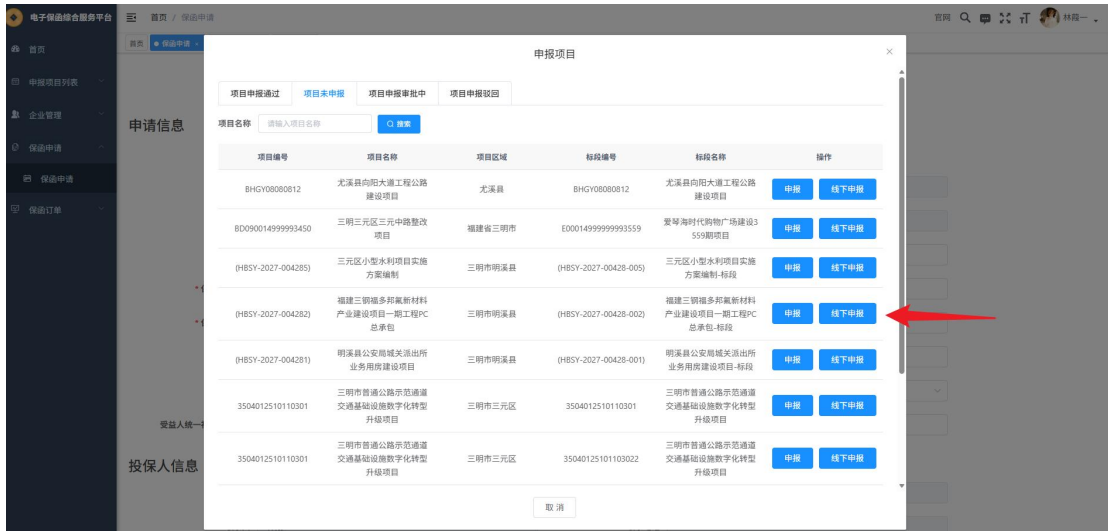 电子保函综合服务平台
首页 / 保函申请
官网
林霞一
首页
首页
保函申请
申报项目列表
企业管理
保函申请
保函申请
保函订单
申请信息
受益人统一
投保人信息
申报项目
项目申报通过 项目未申报 项目申报审批中 项目申报驳回
项目名称 请输入项目名称 搜索
项目编号 项目名称 项目区域 标段编号 标段名称 操作
BHGY08080812
尤溪县向阳大道工程公路
建设项目
尤溪县
BHGY08080812
尤溪县向阳大道工程公路
建设项目
申报 线下申报
BD090014999993450
三明三元区三元中路整改
项目
福建省三明市
E00014999999993559
爱琴海时代购物广场建设3
559期项目
申报 线下申报
(HBSY-2027-004285)
三元区小型水利项目实施
方案编制
三明市明溪县
(HBSY-2027-00428-005)
三元区小型水利项目实施
方案编制-标段
申报 线下申报
(HBSY-2027-004282)
福建三钢福多邦氟新材料
产业建设项目一期工程PC
总承包
三明市明溪县
(HBSY-2027-00428-002)
福建三钢福多邦氟新材料
产业建设项目一期工程PC
总承包-标段
申报 线下申报
(HBSY-2027-004281)
明溪县公安局城关派出所
业务用房建设项目
三明市明溪县
(HBSY-2027-00428-001)
明溪县公安局城关派出所
业务用房建设项目-标段
申报 线下申报
3504012510110301
三明市普通公路示范通道
交通基础设施数字化转型
升级项目
三明市三元区
3504012510110301
三明市普通公路示范通道
交通基础设施数字化转型
升级项目
申报 线下申报
3504012510110301
三明市普通公路示范通道
交通基础设施数字化转型
升级项目
三明市三元区
35040125101103022
三明市普通公路示范通道
交通基础设施数字化转型
升级项目
申报 线下申报
取消